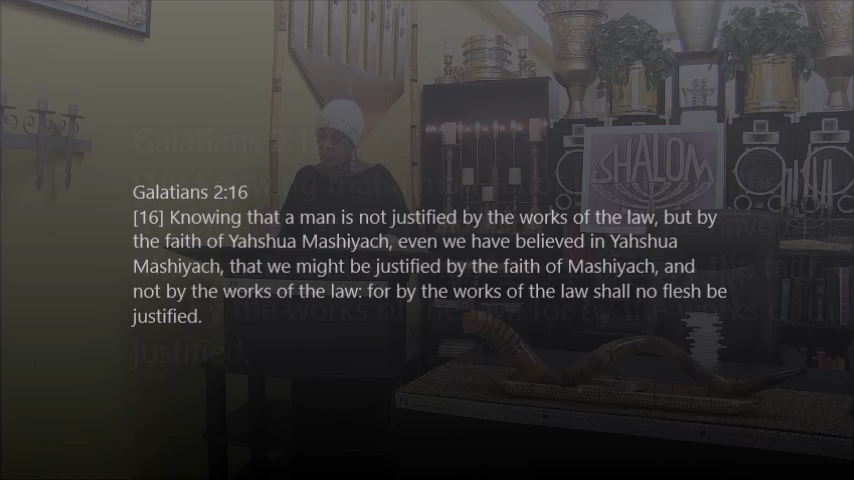 SHALOM
Galatians 2:16
[16] Knowing that a man is not justified by the works of the law, but by
the faith of Yahshua Mashiyach, even we have believed in Yahshua
Mashiyach, that we might be justified by the faith of Mashiyach, and
not by the works of the law: for by the works of the law shall no flesh be
justified.